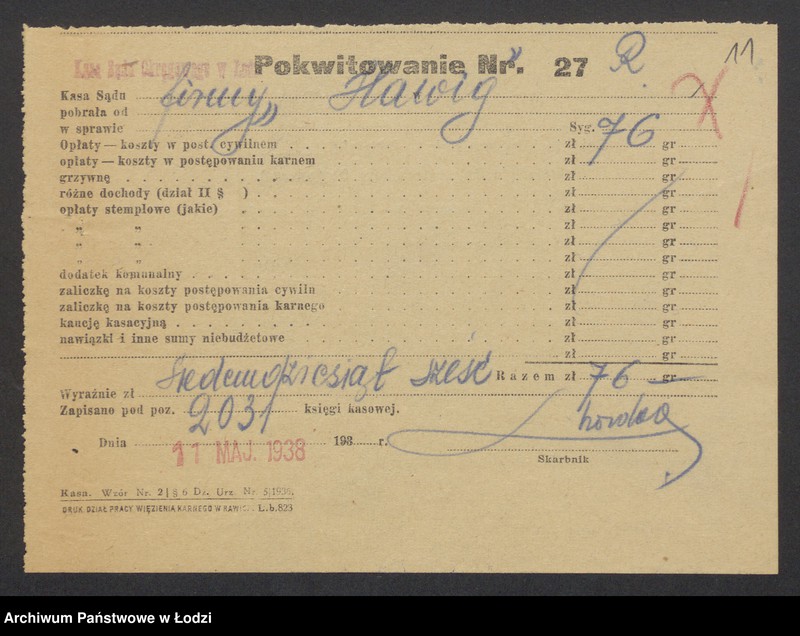 Kasa Sądu Okręgowego w
Pokwitowanie Nr. 27 R 11
Kasa Sądu
pobrała od firmy „Hawig”
w sprawie Syg.
Opłaty — koszty w post. cywilnem zł 76 gr
opłaty — koszty w postępowaniu karnem zł gr
grzywnę zł gr
różne dochody (dział II § ) zł gr
opłaty stemplowe (jakie) zł gr
„ „ zł gr
„ „ zł gr
„ „ zł gr
dodatek komunalny zł gr
zaliczkę na koszty postępowania cywiln zł gr
zaliczkę na koszty postępowania karnego zł gr
kaucję kasacyjną zł gr
nawiązki i inne sumy niebudżetowe zł gr
zł gr
Wyraźnie zł siedemdziesiąt sześć Razem zł 76 — gr
Zapisano pod poz. 2031 księgi kasowej.
Dnia 11 MAJ. 1938 193 r.
Skarbnik
Kasa. Wzór Nr. 2 | § 6 Dz. Urz. Nr 5|1936.
DRUK DZIAŁ PRACY WIĘZIENIA KARNEGO W RAWIC. . L.b.823
Archiwum Państwowe w Łodzi